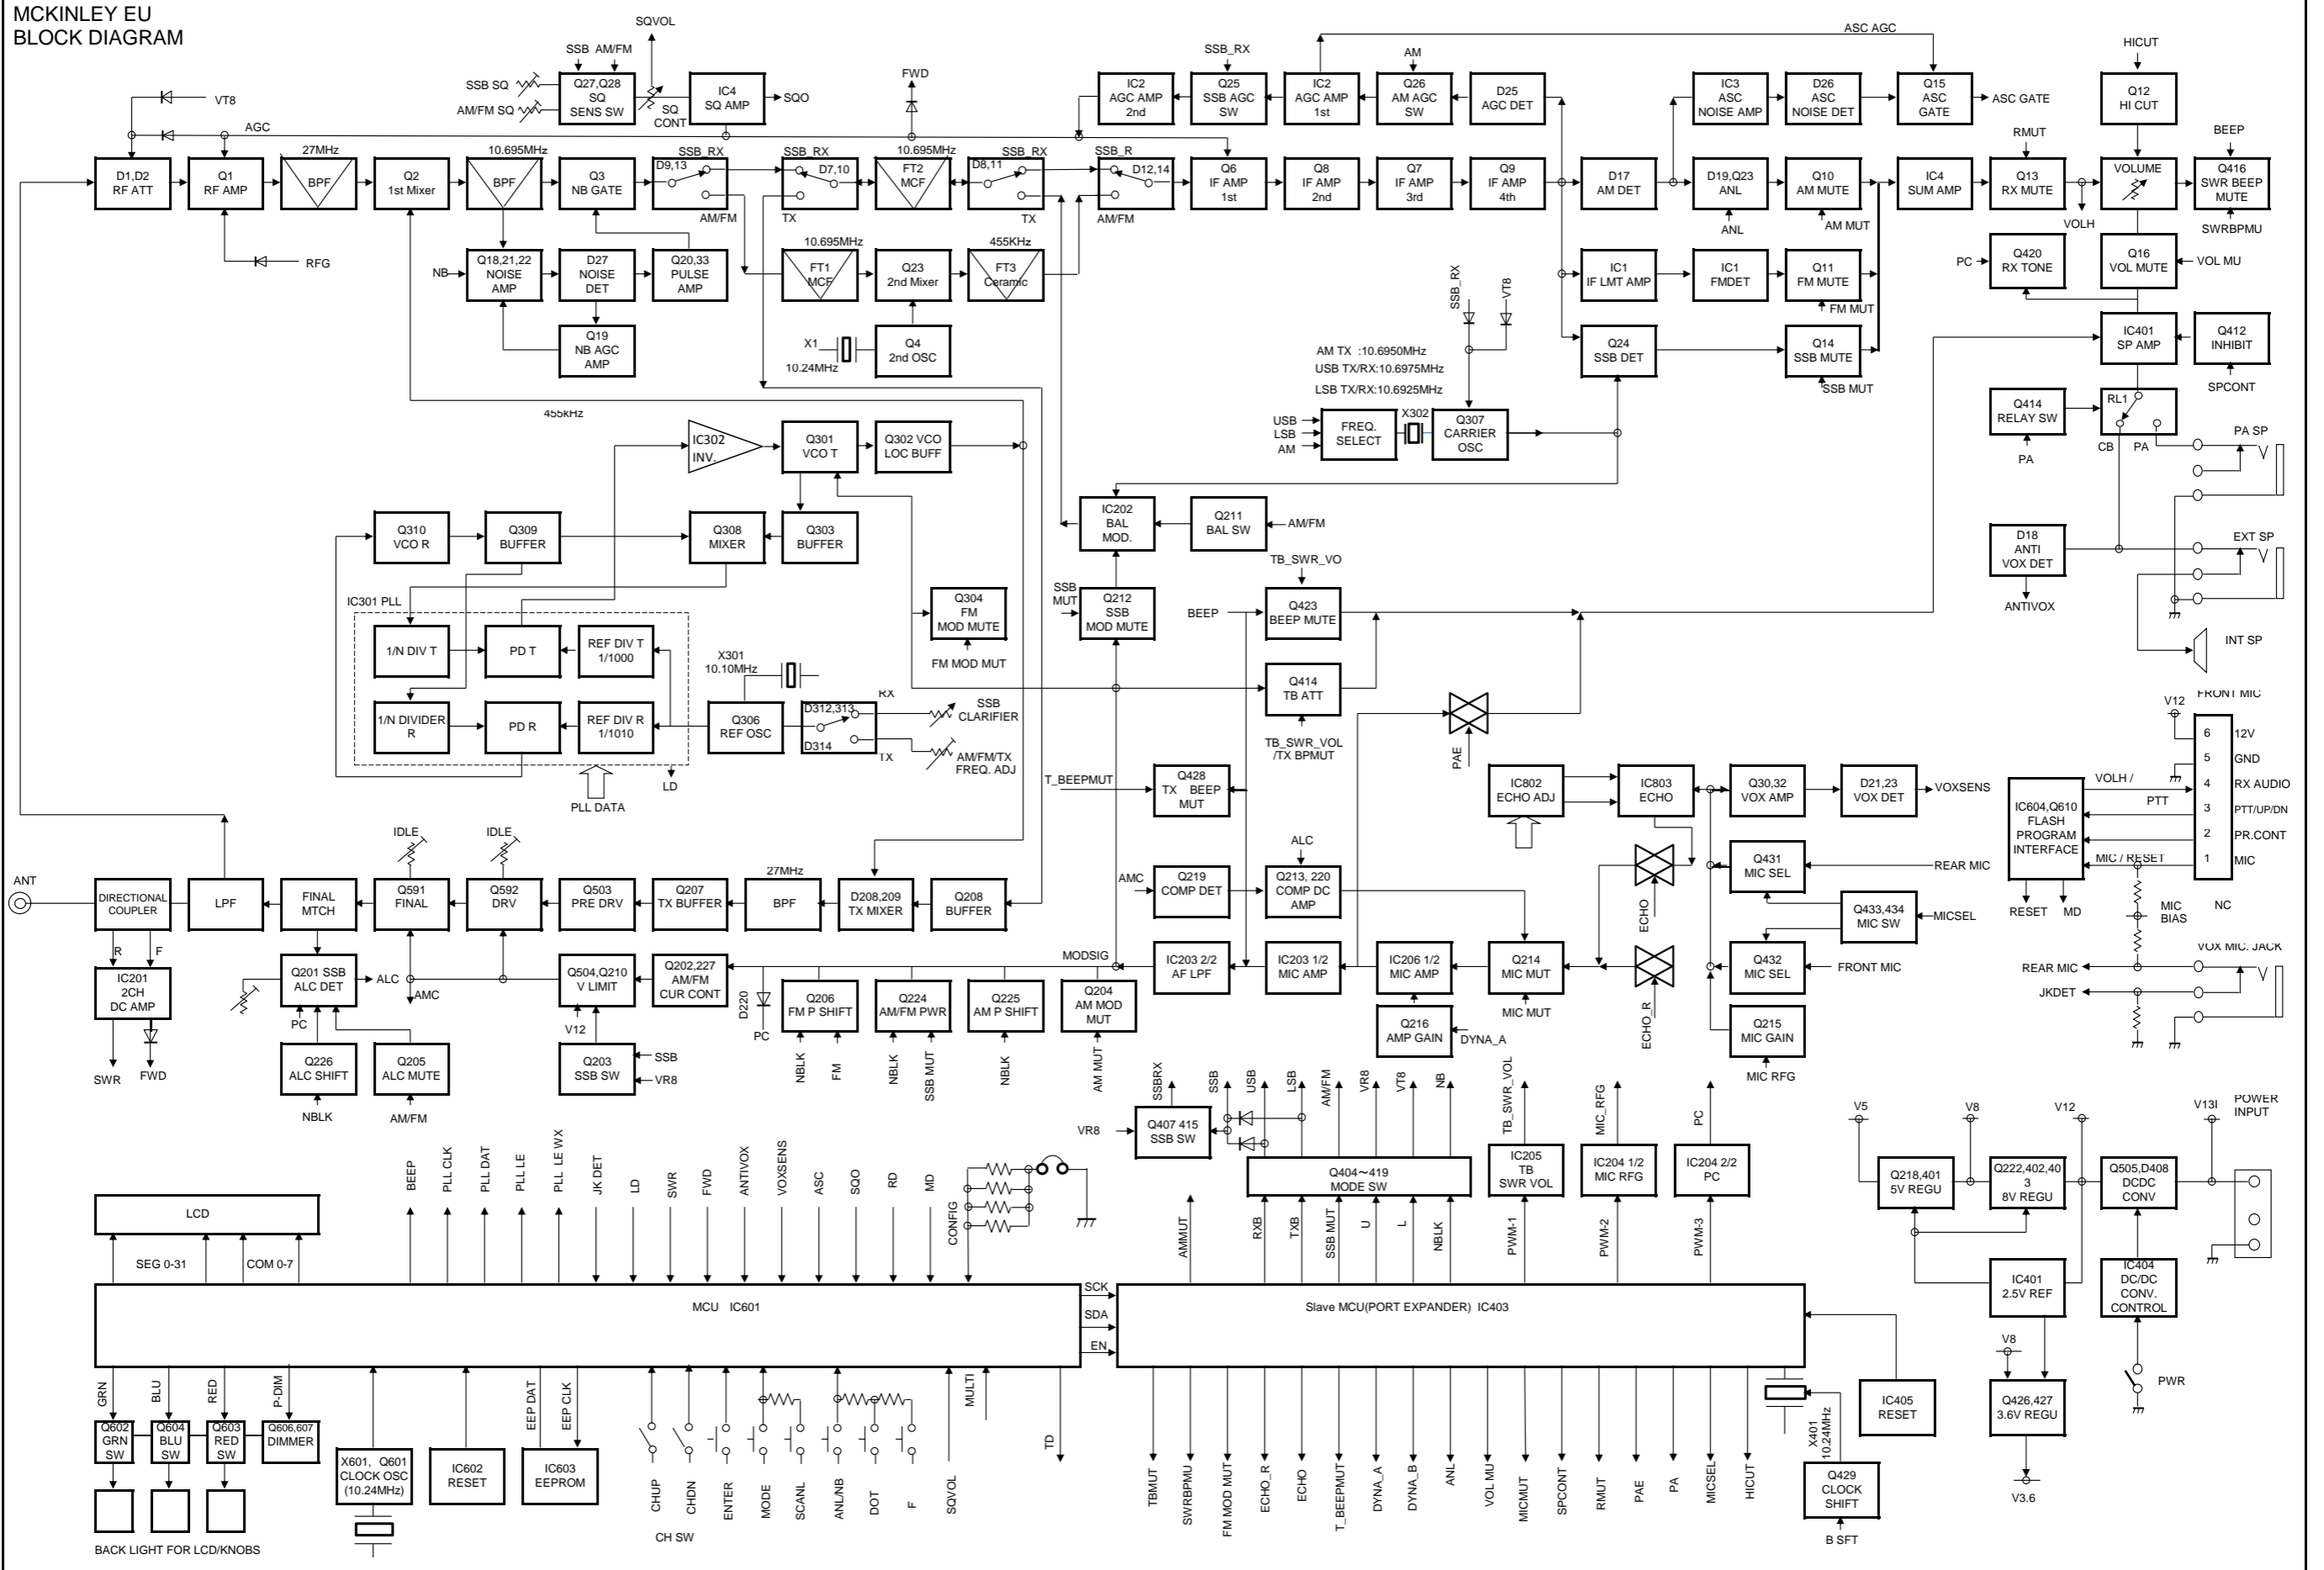 MCKINLEY EU
BLOCK DIAGRAM
SQVOL
SSB AM/FM
SSB SQ
AM/FM SQ
Q27,Q28
SQ
SENS SW
SQ
CONT
IC4
SQ AMP
SQO
FWD
VT8
AGC
SSB_RX
AM
ASC AGC
HICUT
IC2
AGC AMP
2nd
Q25
SSB AGC
SW
IC2
AGC AMP
1st
Q26
AM AGC
SW
D25
AGC DET
IC3
ASC
NOISE AMP
D26
ASC
NOISE DET
Q15
ASC
GATE
ASC GATE
Q12
HI CUT
RMUT
BEEP
D1,D2
RF ATT
Q1
RF AMP
27MHz
BPF
Q2
1st Mixer
10.695MHz
BPF
Q3
NB GATE
D9,13
SSB_RX
AM/FM
SSB_RX
D7,10
TX
10.695MHz
FT2
MCF
D8,11
SSB_RX
TX
SSB_R
D12,14
AM/FM
Q6
IF AMP
1st
Q8
IF AMP
2nd
Q7
IF AMP
3rd
Q9
IF AMP
4th
D17
AM DET
D19,Q23
ANL
ANL
Q10
AM MUTE
AM MUT
IC4
SUM AMP
Q13
RX MUTE
VOLH
VOLUME
Q416
SWR BEEP
MUTE
SWRBPMU
RFG
NB
Q18,21,22
NOISE
AMP
D27
NOISE
DET
Q20,33
PULSE
AMP
10.695MHz
FT1
MCF
Q23
2nd Mixer
455KHz
FT3
Ceramic
IC1
IF LMT AMP
IC1
FMDET
Q11
FM MUTE
FM MUT
PC
Q420
RX TONE
Q16
VOL MUTE
VOL MU
Q19
NB AGC
AMP
X1
10.24MHz
Q4
2nd OSC
SSB_RX
VT8
AM TX :10.6950MHz
USB TX/RX:10.6975MHz
LSB TX/RX:10.6925MHz
Q24
SSB DET
Q14
SSB MUTE
SSB MUT
IC401
SP AMP
Q412
INHIBIT
SPCONT
455kHz
IC302
INV.
Q301
VCO T
Q302 VCO
LOC BUFF
USB
LSB
AM
FREQ.
SELECT
X302
Q307
CARRIER
OSC
Q414
RELAY SW
PA
RL1
CB
PA
PA SP
Q310
VCO R
Q309
BUFFER
Q308
MIXER
Q303
BUFFER
IC202
BAL
MOD.
Q211
BAL SW
AM/FM
D18
ANTI
VOX DET
ANTIVOX
EXT SP
INT SP
IC301 PLL
1/N DIV T
PD T
REF DIV T
1/1000
1/N DIVIDER
R
PD R
REF DIV R
1/1010
X301
10.10MHz
Q306
REF OSC
D312,313
D314
RX
TX
SSB
CLARIFIER
AM/FM/TX
FREQ. ADJ
PLL DATA
LD
Q304
FM
MOD MUTE
FM MOD MUT
SSB
MUT
Q212
SSB
MOD MUTE
TB_SWR_VO
BEEP
Q423
BEEP MUTE
Q414
TB ATT
TB_SWR_VOL
/TX BPMUT
PAE
T_BEEPMUT
Q428
TX BEEP
MUT
IC802
ECHO ADJ
IC803
ECHO
Q30,32
VOX AMP
D21,23
VOX DET
VOXSENS
V12
FRONT MIC
6
12V
5
GND
4
RX AUDIO
3
PTT/UP/DN
2
PR.CONT
1
MIC
NC
VOLH /
PTT
MIC / RESET
IC604,Q610
FLASH
PROGRAM
INTERFACE
RESET
MD
MIC
BIAS
IDLE
IDLE
27MHz
ANT
DIRECTIONAL
COUPLER
LPF
FINAL
MTCH
Q591
FINAL
Q592
DRV
Q503
PRE DRV
Q207
TX BUFFER
BPF
D208,209
TX MIXER
Q208
BUFFER
AMC
Q219
COMP DET
ALC
Q213, 220
COMP DC
AMP
ECHO
Q431
MIC SEL
REAR MIC
Q433,434
MIC SW
MICSEL
R
F
IC201
2CH
DC AMP
SWR
FWD
Q201 SSB
ALC DET
ALC
PC
AMC
Q504,Q210
V LIMIT
V12
Q202,227
AM/FM
CUR CONT
D220
PC
Q206
FM P SHIFT
Q224
AM/FM PWR
Q225
AM P SHIFT
MODSIG
Q204
AM MOD
MUT
IC203 2/2
AF LPF
IC203 1/2
MIC AMP
IC206 1/2
MIC AMP
Q214
MIC MUT
MIC MUT
ECHO_R
Q432
MIC SEL
FRONT MIC
VOX MIC. JACK
REAR MIC
JKDET
Q226
ALC SHIFT
NBLK
Q205
ALC MUTE
AM/FM
Q203
SSB SW
SSB
VR8
NBLK
FM
NBLK
SSB MUT
NBLK
AM MUT
Q216
AMP GAIN
DYNA_A
Q215
MIC GAIN
MIC RFG
SSBRX
SSB
USB
LSB
AM/FM
VR8
VT8
NB
TB_SWR_VOL
MIC_RFG
PC
VR8
Q407 415
SSB SW
Q404～419
MODE SW
IC205
TB
SWR VOL
IC204 1/2
MIC RFG
IC204 2/2
PC
V5
V8
V12
V13I
POWER
INPUT
Q218,401
5V REGU
Q222,402,40
3
8V REGU
Q505,D408
DCDC
CONV
IC401
2.5V REF
IC404
DC/DC
CONV.
CONTROL
LCD
SEG 0-31
COM 0-7
BEEP
PLL CLK
PLL DAT
PLL LE
PLL LE WX
JK DET
LD
SWR
FWD
ANTIVOX
VOXSENS
ASC
SQO
RD
MD
CONFIG
AMMUT
RXB
TXB
SSB MUT
U
L
NBLK
PWM-1
PWM-2
PWM-3
MCU IC601
SCK
SDA
EN
Slave MCU(PORT EXPANDER) IC403
V8
Q426,427
3.6V REGU
V3.6
PWR
GRN
BLU
RED
P-DIM
Q602
GRN
SW
Q604
BLU
SW
Q603
RED
SW
Q606,607
DIMMER
BACK LIGHT FOR LCD/KNOBS
X601, Q601
CLOCK OSC
(10.24MHz)
IC602
RESET
EEP DAT
EEP CLK
IC603
EEPROM
CHUP
CHDN
CH SW
ENTER
MODE
SCANL
ANL/NB
DOT
F
SQVOL
MULTI
TD
TBMUT
SWRBPMU
FM MOD MUT
ECHO_R
ECHO
T_BEEPMUT
DYNA_A
DYNA_B
ANL
VOL MU
MICMUT
SPCONT
RMUT
PAE
PA
MICSEL
HICUT
X401
10.24MHz
IC405
RESET
Q429
CLOCK
SHIFT
B SFT